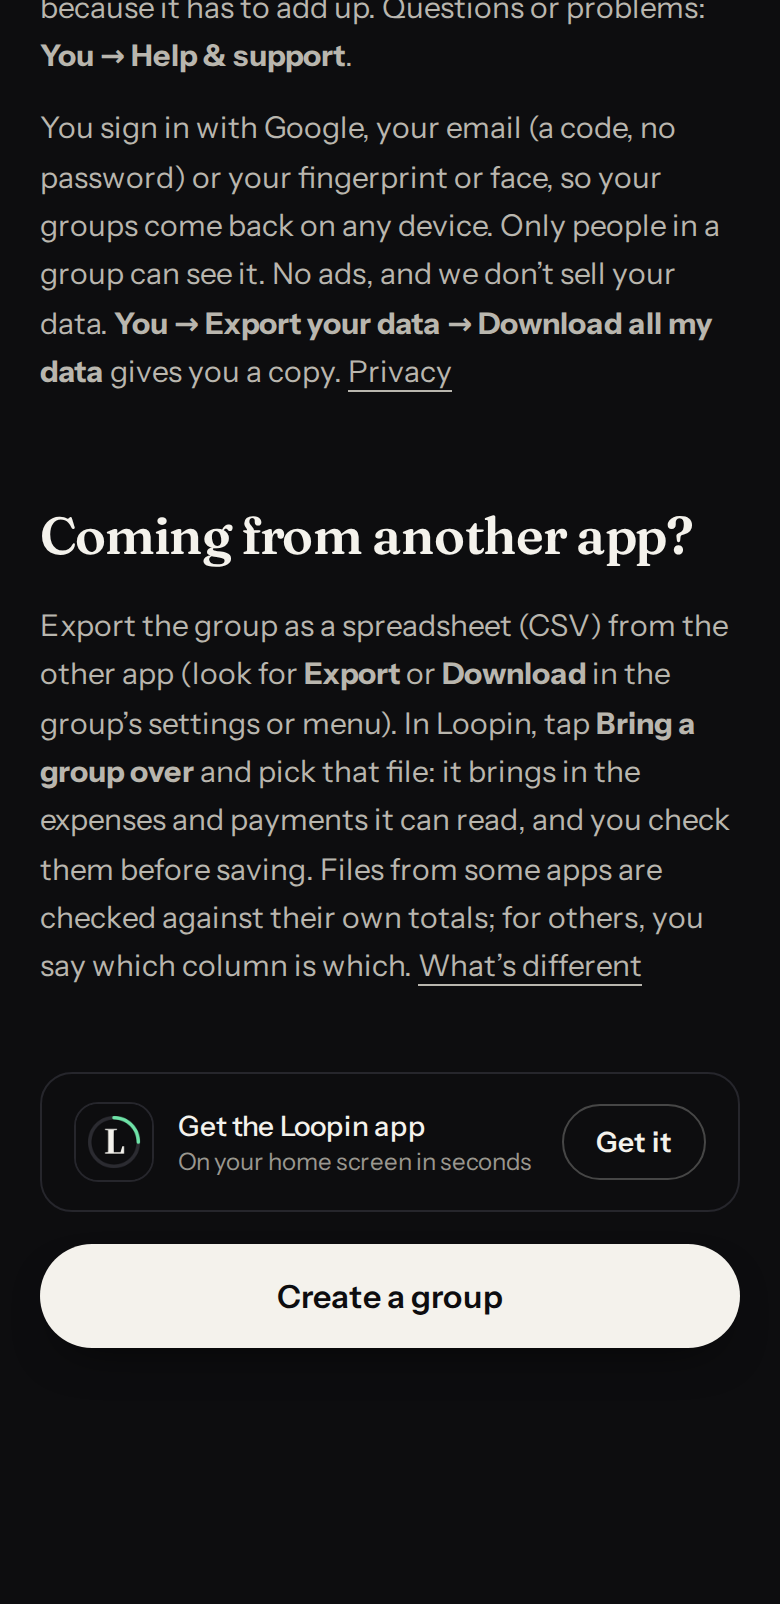 because it has to add up. Questions or problems:
You → Help & support.
You sign in with Google, your email (a code, no
password) or your fingerprint or face, so your
groups come back on any device. Only people in a
group can see it. No ads, and we don’t sell your
data. You → Export your data → Download all my
data gives you a copy. Privacy
Coming from another app?
Export the group as a spreadsheet (CSV) from the
other app (look for Export or Download in the
group’s settings or menu). In Loopin, tap Bring a
group over and pick that file: it brings in the
expenses and payments it can read, and you check
them before saving. Files from some apps are
checked against their own totals; for others, you
say which column is which. What’s different
L
Get the Loopin app
On your home screen in seconds
Get it
Create a group